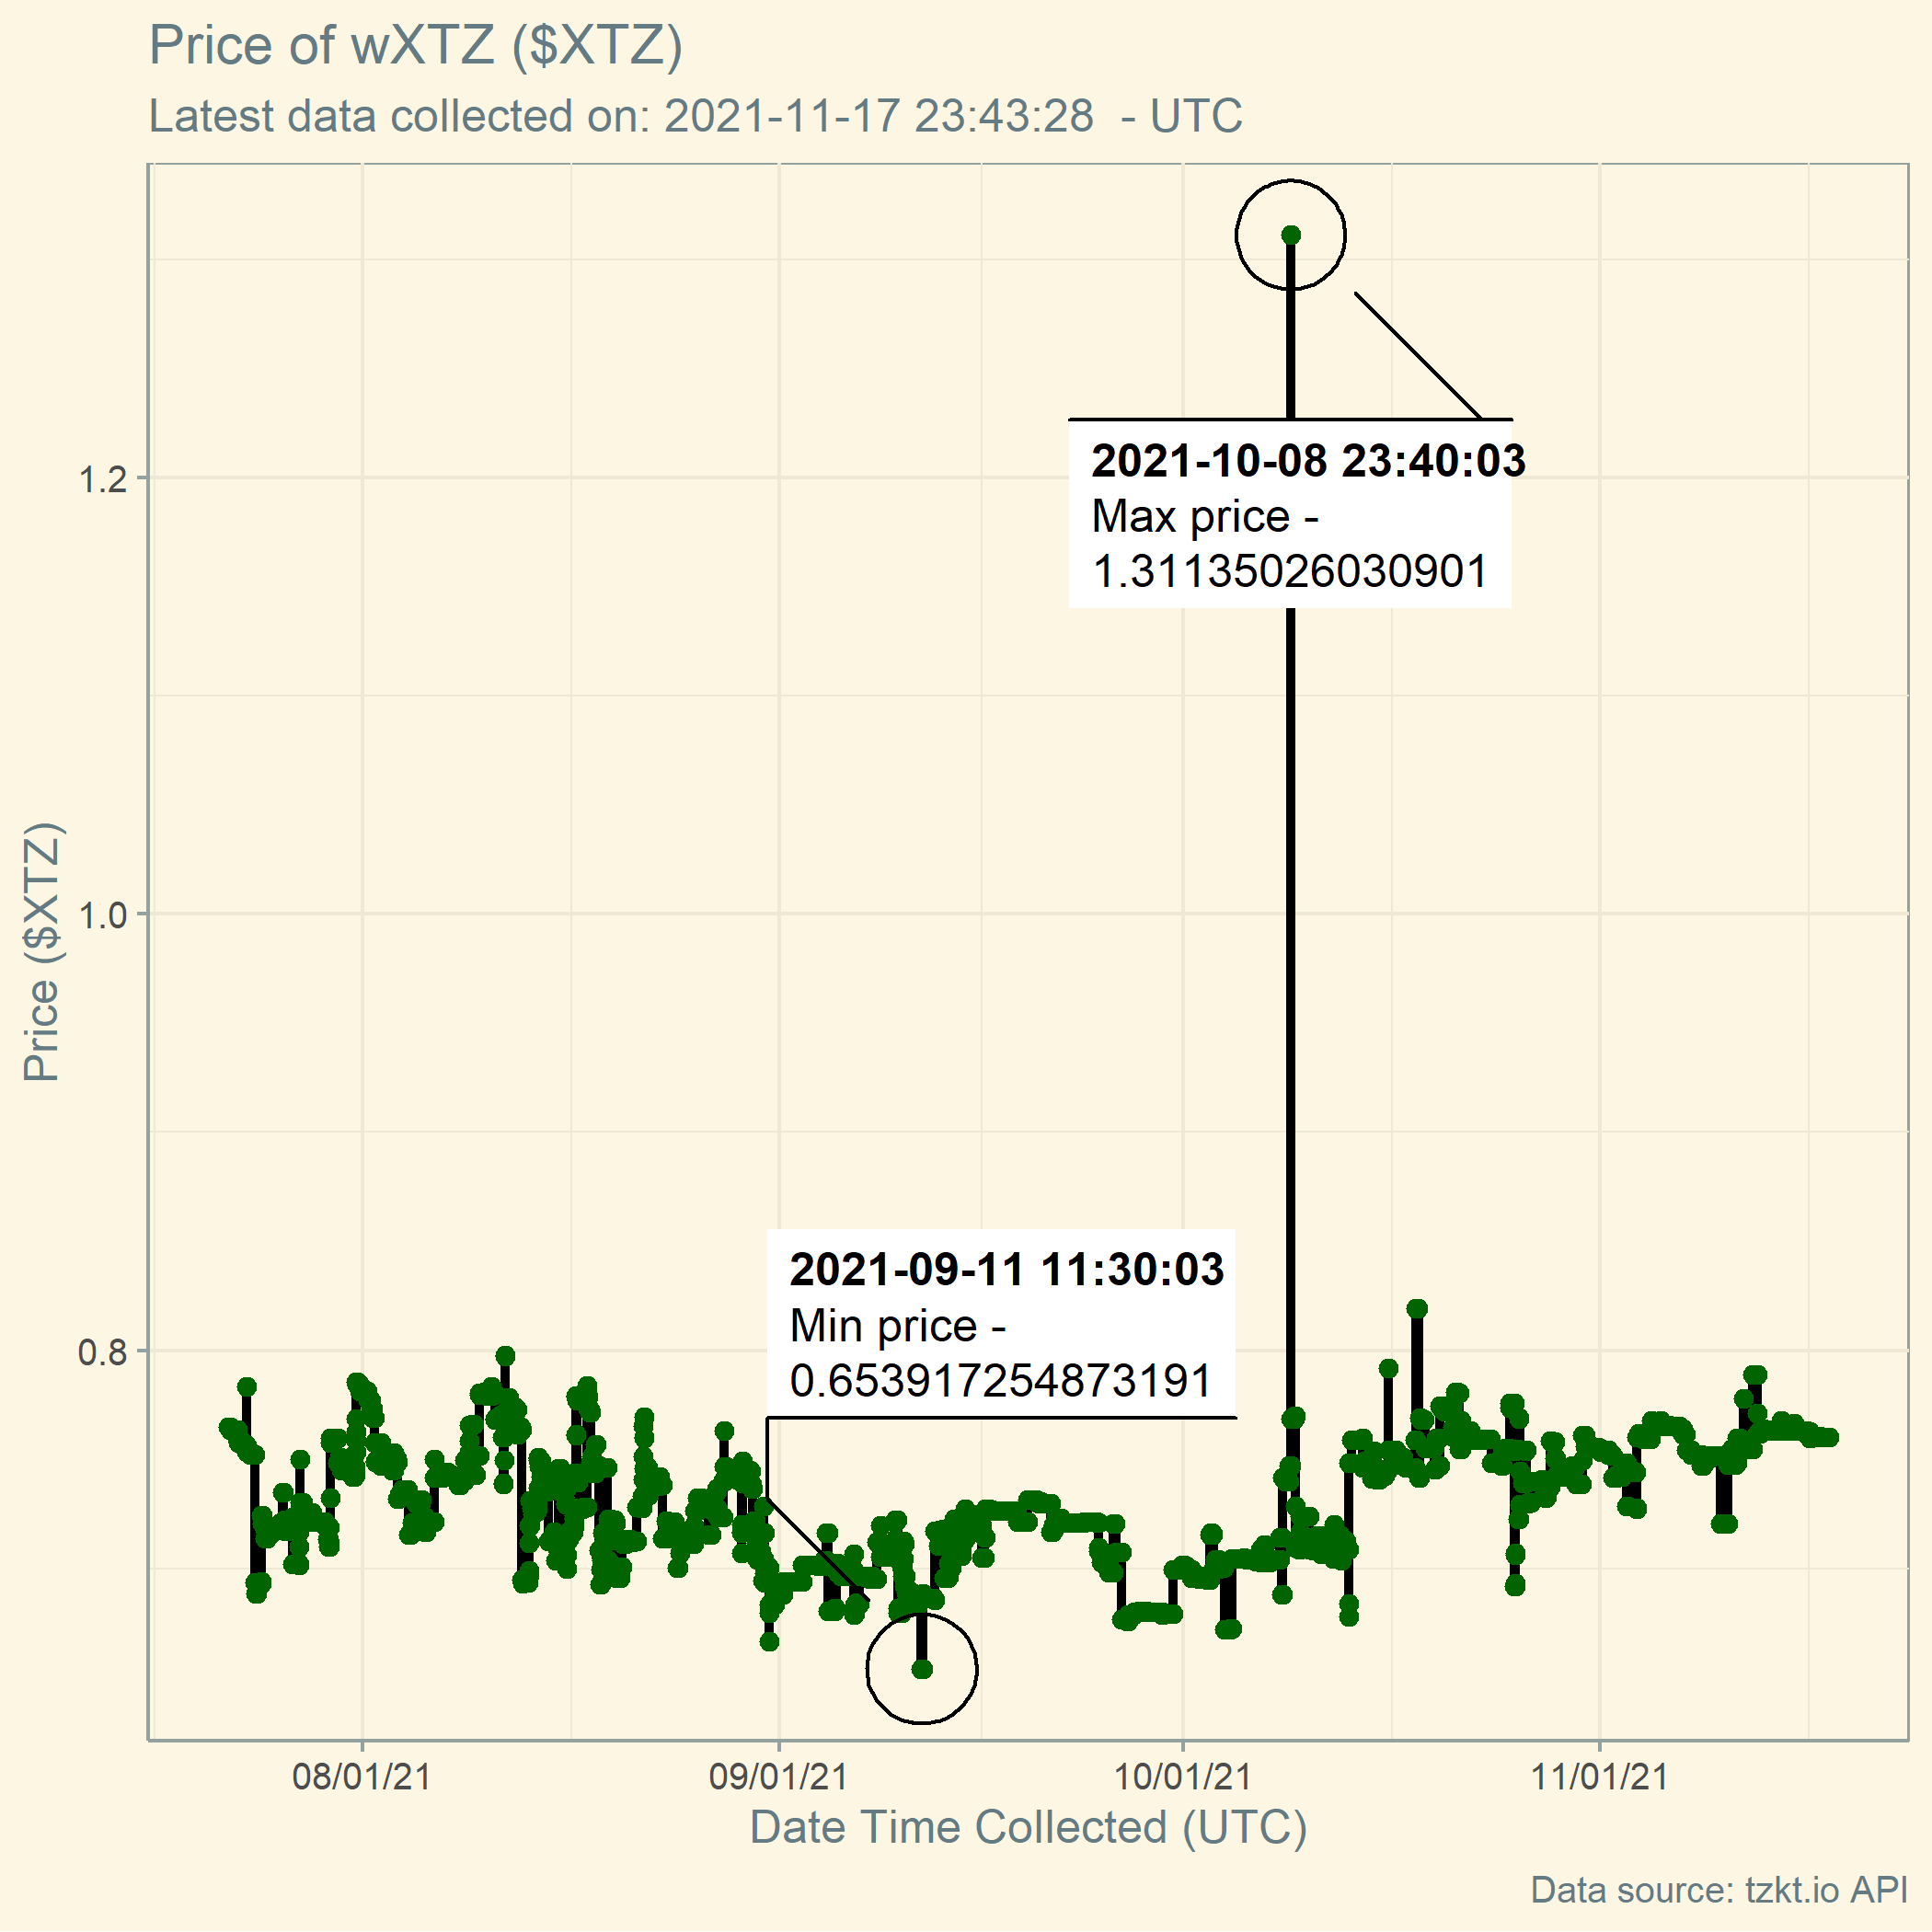 Price of wXTZ ($XTZ)
Latest data collected on: 2021-11-17 23:43:28  - UTC
2021-10-08 23:40:03
Max price -
1.31135026030901
1.2
1.0
0.8
Price ($XTZ)
2021-09-11 11:30:03
Min price -
0.653917254873191
08/01/21
09/01/21
10/01/21
11/01/21
Date Time Collected (UTC)
Data source: tzkt.io API